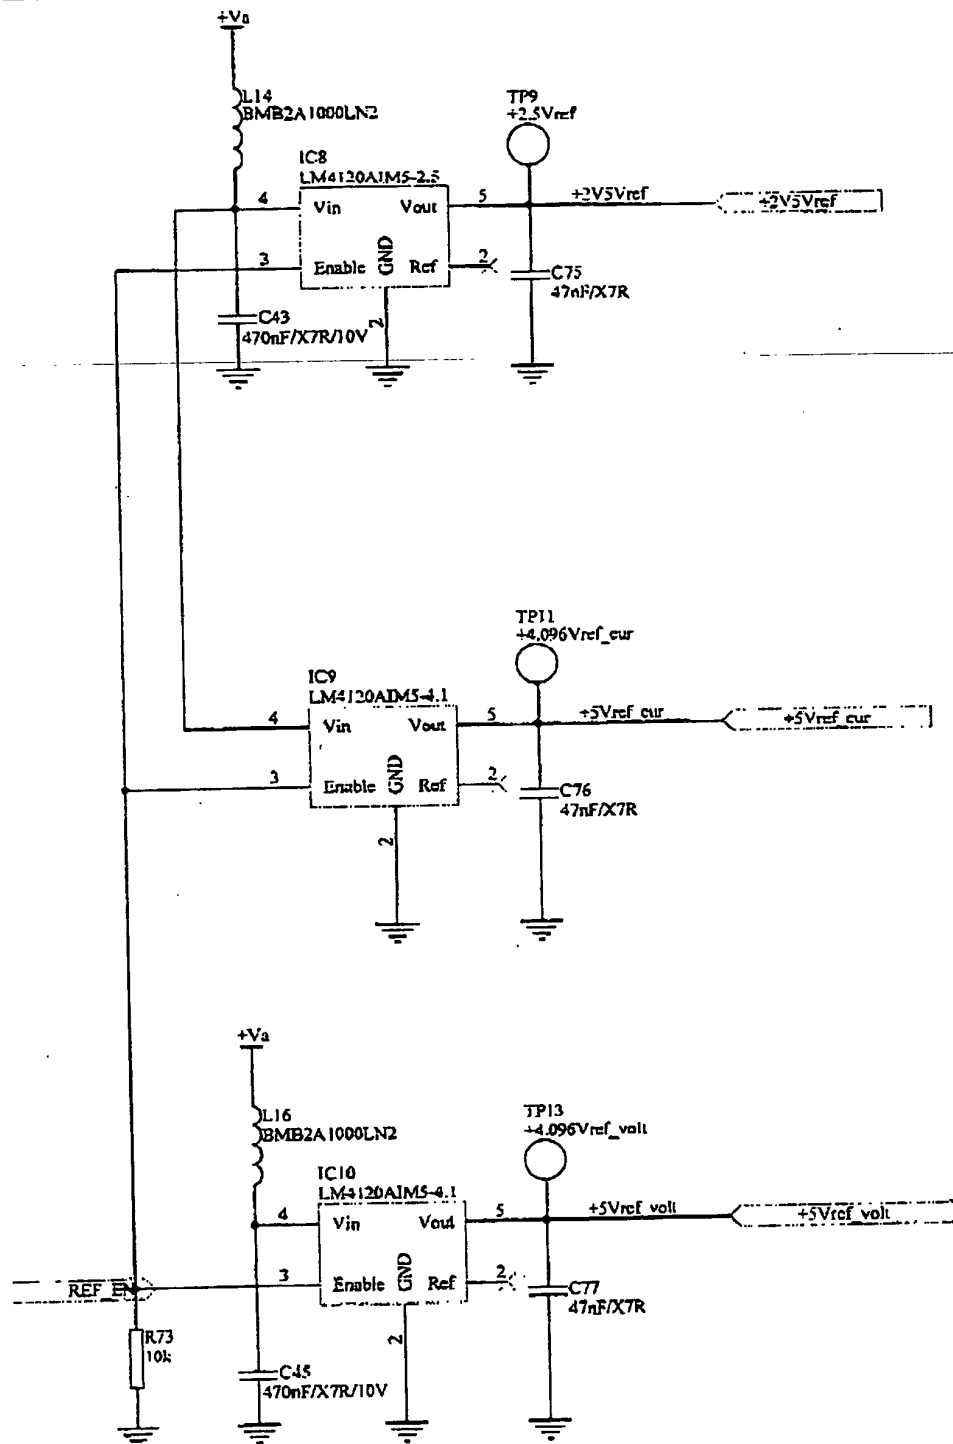 +Va
L14
BMB2A1000LN2
TP9
+2.5Vref
IC8
LM4120AIM5-2.5
4
Vin
Vout
5
+2V5Vref
+2V5Vref
3
Enable
GND
Ref
2
C75
47nF/X7R
C43
470nF/X7R/10V
2
TP11
+4.096Vref_cur
IC9
LM4120AIM5-4.1
4
Vin
Vout
5
+5Vref_cur
+5Vref_cur
3
Enable
GND
Ref
2
C76
47nF/X7R
2
+Va
L16
BMB2A1000LN2
TP13
+4.096Vref_volt
IC10
LM4120AIM5-4.1
4
Vin
Vout
5
+5Vref_volt
+5Vref_volt
REF_EN
3
Enable
GND
Ref
2
C77
47nF/X7R
2
R73
10k
C45
470nF/X7R/10V